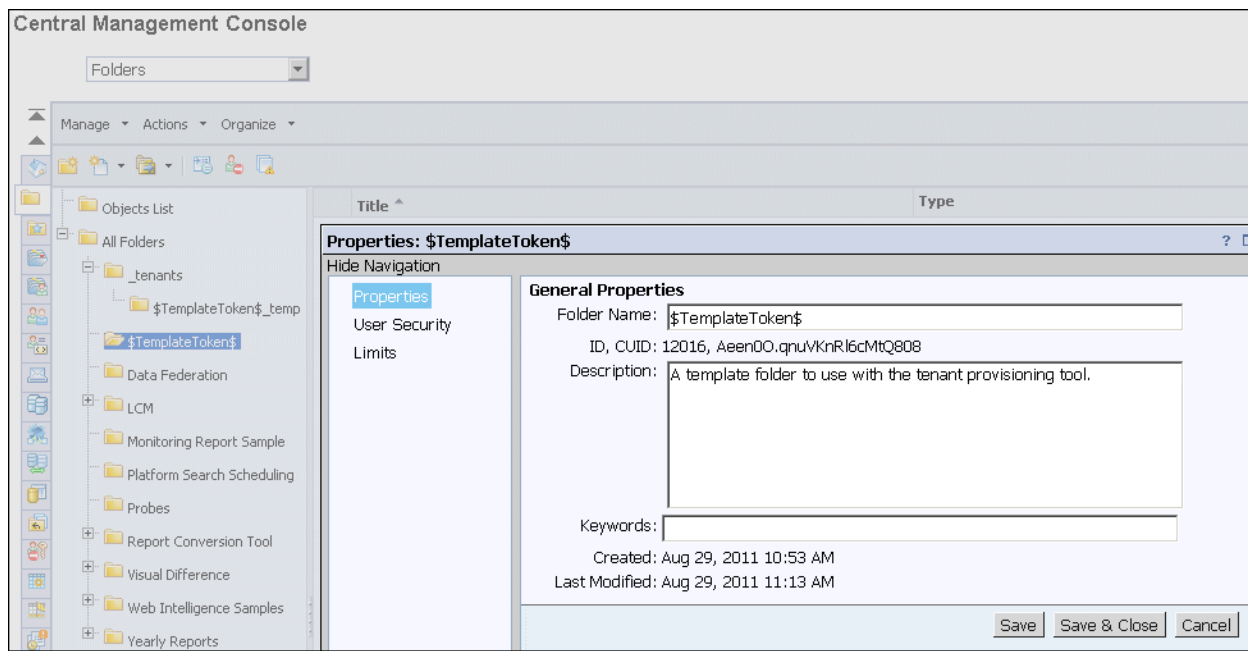 Central Management Console
Folders
Manage Actions Organize
Title Type
Objects List
All Folders
_tenants
$TemplateToken$_temp
$TemplateToken$
Data Federation
LCM
Monitoring Report Sample
Platform Search Scheduling
Probes
Report Conversion Tool
Visual Difference
Web Intelligence Samples
Yearly Reports
Properties: $TemplateToken$ ?
Hide Navigation
Properties
User Security
Limits
General Properties
Folder Name: $TemplateToken$
ID, CUID: 12016, Aeen0O.qnuVKnRl6cMtQ808
Description: A template folder to use with the tenant provisioning tool.
Keywords:
Created: Aug 29, 2011 10:53 AM
Last Modified: Aug 29, 2011 11:13 AM
Save Save & Close Cancel